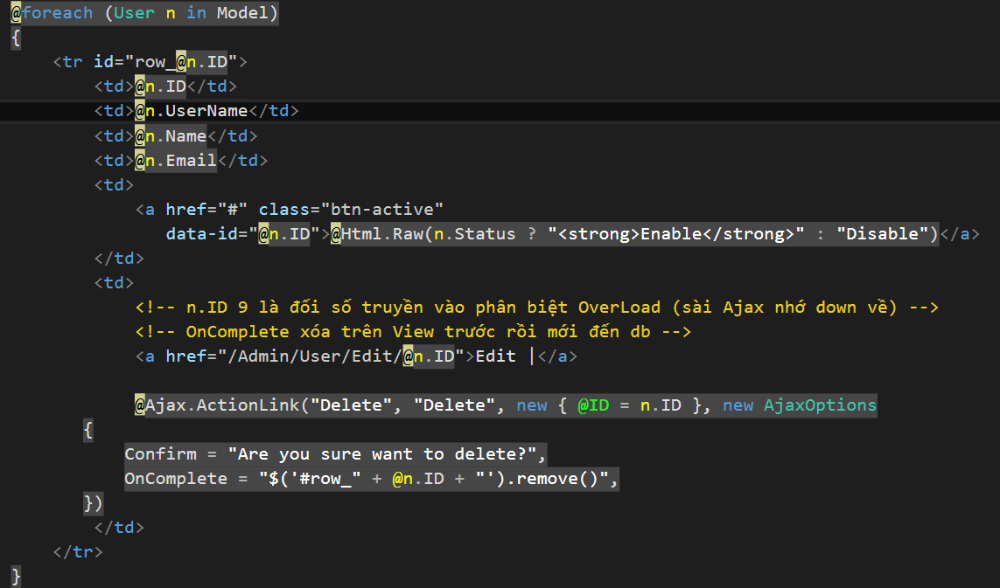 @foreach (User n in Model)
{
    <tr id="row_@n.ID">
        <td>@n.ID</td>
        <td>@n.UserName</td>
        <td>@n.Name</td>
        <td>@n.Email</td>
        <td>
            <a href="#" class="btn-active"
               data-id="@n.ID">@Html.Raw(n.Status ? "<strong>Enable</strong>" : "Disable")</a>
        </td>
        <td>
            <!-- n.ID 9 là đối số truyền vào phân biệt OverLoad (sài Ajax nhớ down về) -->
            <!-- OnComplete xóa trên View trước rồi mới đến db -->
            <a href="/Admin/User/Edit/@n.ID">Edit |</a>
            @Ajax.ActionLink("Delete", "Delete", new { @ID = n.ID }, new AjaxOptions
       {
           Confirm = "Are you sure want to delete?",
           OnComplete = "$('#row_" + @n.ID + "').remove()",
       })
        </td>
    </tr>
}